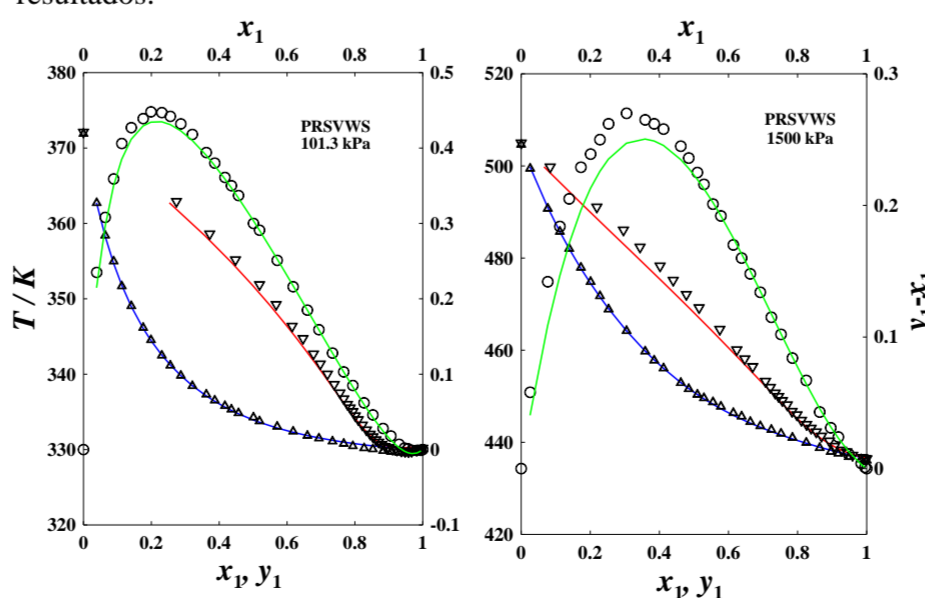 resultados:
x1
0 0.2 0.4 0.6 0.8 1
380
370
360
350
340
330
320
T / K
0.5
0.4
0.3
0.2
0.1
0
-0.1
PRSVWS
101.3 kPa
0 0.2 0.4 0.6 0.8 1
x1, y1
x1
0 0.2 0.4 0.6 0.8 1
520
500
480
460
440
420
0.3
0.2
0.1
0
y1-x1
PRSVWS
1500 kPa
0 0.2 0.4 0.6 0.8 1
x1, y1